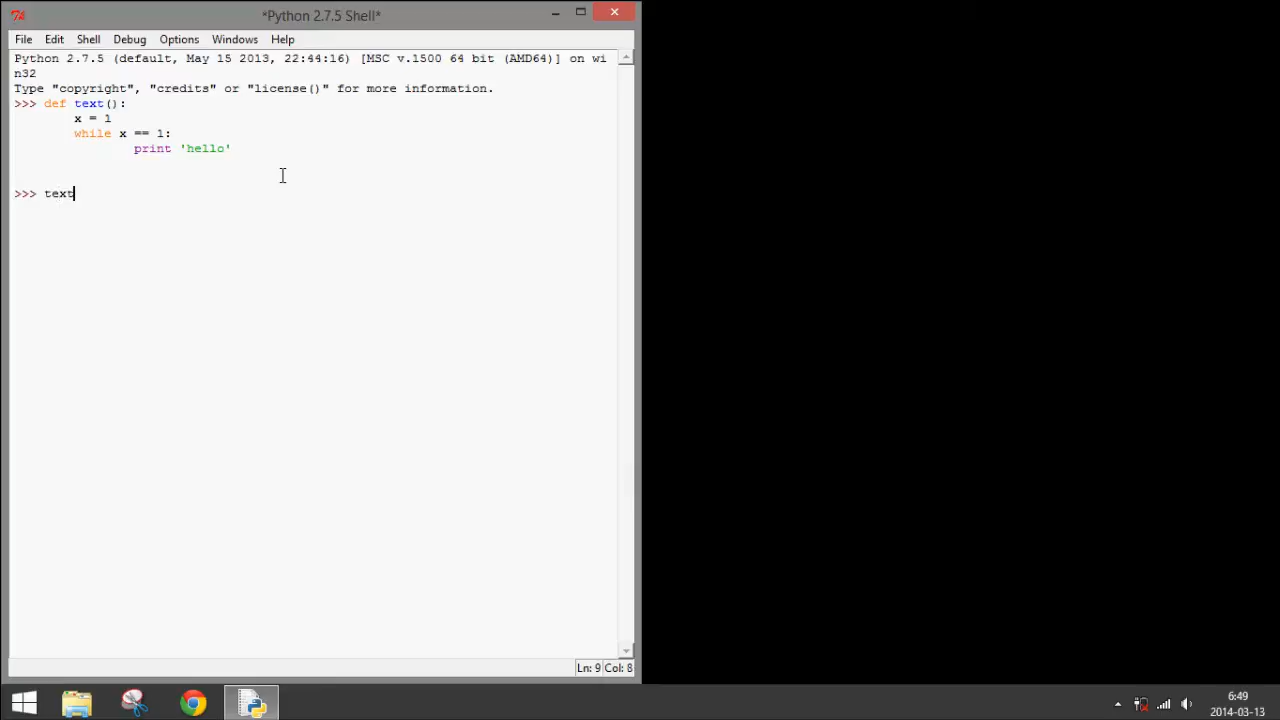 *Python 2.7.5 Shell*
File Edit Shell Debug Options Windows Help
Python 2.7.5 (default, May 15 2013, 22:44:16) [MSC v.1500 64 bit (AMD64)] on wi
n32
Type "copyright", "credits" or "license()" for more information.
>>> def text():
x = 1
while x == 1:
print 'hello'
>>> text
Ln: 9 Col: 8
6:49
2014-03-13